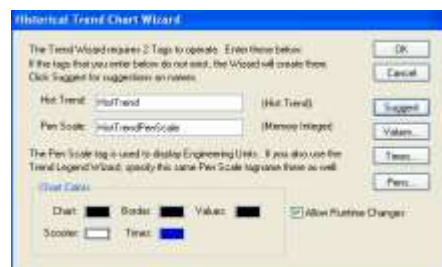 Historical Trend Chart Wizard
The Trend Wizard requires 2 Tags to operate. Enter these below.
If the tags that you enter below do not exist, the Wizard will create them.
Click Suggest for suggestions on names.
OK
Cancel
Hist Trend: HistTrend (Hist Trend)
Suggest
Pen Scale: HistTrendPenScale (Memory Integer)
Values...
The Pen Scale tag is used to display Engineering Units. If you also use the
Trend Legend Wizard, specify this same Pen Scale tagname there as well.
Times...
Pens...
Chart Colors
Chart: Border: Values:
Allow Runtime Changes
Scooter: Times: